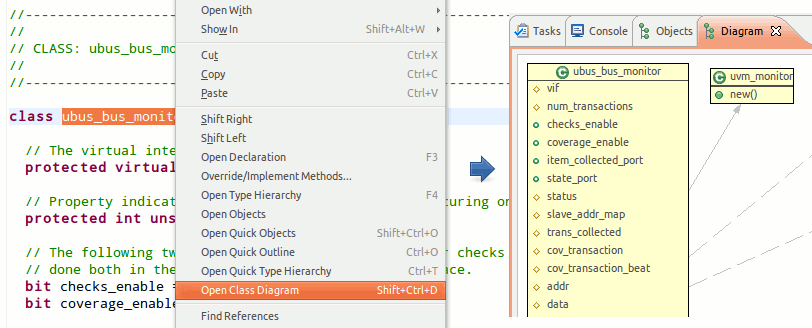 //
//
// CLASS: ubus_bus_mo
//
//
class ubus_bus_monito
// The virtual inte
protected virtual
// Property indicat
turing on
protected int uns
// The following tw
r checks
// done both in the
ace.
bit checks_enable =
bit coverage_enable
Open With
Show In Shift+Alt+W
Cut Ctrl+X
Copy Ctrl+C
Paste Ctrl+V
Shift Right
Shift Left
Open Declaration F3
Override/Implement Methods...
Open Type Hierarchy F4
Open Objects
Open Quick Objects Shift+Ctrl+O
Open Quick Outline Ctrl+O
Open Quick Type Hierarchy Ctrl+T
Open Class Diagram Shift+Ctrl+D
Find References
Tasks Console Objects Diagram
C ubus_bus_monitor
vif
num_transactions
checks_enable
coverage_enable
item_collected_port
state_port
status
slave_addr_map
trans_collected
cov_transaction
cov_transaction_beat
addr
data
C uvm_monitor
new()